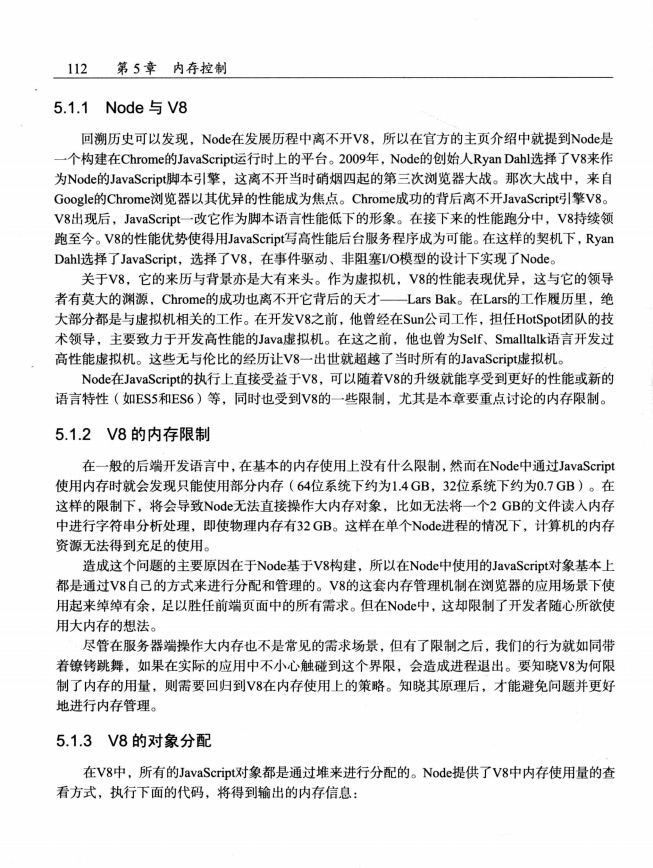 112 第 5 章 内存控制
5.1.1 Node 与 V8
回溯历史可以发现，Node在发展历程中离不开V8，所以在官方的主页介绍中就提到Node是
一个构建在Chrome的JavaScript运行时上的平台。2009年，Node的创始人Ryan Dahl选择了V8来作
为Node的JavaScript脚本引擎，这离不开当时硝烟四起的第三次浏览器大战。那次大战中，来自
Google的Chrome浏览器以其优异的性能成为焦点。Chrome成功的背后离不开JavaScript引擎V8。
V8出现后，JavaScript一改它作为脚本语言性能低下的形象。在接下来的性能跑分中，V8持续领
跑至今。V8的性能优势使得用JavaScript写高性能后台服务程序成为可能。在这样的契机下，Ryan
Dahl选择了JavaScript，选择了V8，在事件驱动、非阻塞I/O模型的设计下实现了Node。
关于V8，它的来历与背景亦是大有来头。作为虚拟机，V8的性能表现优异，这与它的领导
者有莫大的渊源，Chrome的成功也离不开它背后的天才——Lars Bak。在Lars的工作履历里，绝
大部分都是与虚拟机相关的工作。在开发V8之前，他曾经在Sun公司工作，担任HotSpot团队的技
术领导，主要致力于开发高性能的Java虚拟机。在这之前，他也曾为Self、Smalltalk语言开发过
高性能虚拟机。这些无与伦比的经历让V8一出世就超越了当时所有的JavaScript虚拟机。
Node在JavaScript的执行上直接受益于V8，可以随着V8的升级就能享受到更好的性能或新的
语言特性（如ES5和ES6）等，同时也受到V8的一些限制，尤其是本章要重点讨论的内存限制。
5.1.2 V8 的内存限制
在一般的后端开发语言中，在基本的内存使用上没有什么限制，然而在Node中通过JavaScript
使用内存时就会发现只能使用部分内存（64位系统下约为1.4 GB，32位系统下约为0.7 GB）。在
这样的限制下，将会导致Node无法直接操作大内存对象，比如无法将一个2 GB的文件读入内存
中进行字符串分析处理，即使物理内存有32 GB。这样在单个Node进程的情况下，计算机的内存
资源无法得到充足的使用。
造成这个问题的主要原因在于Node基于V8构建，所以在Node中使用的JavaScript对象基本上
都是通过V8自己的方式来进行分配和管理的。V8的这套内存管理机制在浏览器的应用场景下使
用起来绰绰有余，足以胜任前端页面中的所有需求。但在Node中，这却限制了开发者随心所欲使
用大内存的想法。
尽管在服务器端操作大内存也不是常见的需求场景，但有了限制之后，我们的行为就如同带
着镣铐跳舞，如果在实际的应用中不小心触碰到这个界限，会造成进程退出。要知晓V8为何限
制了内存的用量，则需要回归到V8在内存使用上的策略。知晓其原理后，才能避免问题并更好
地进行内存管理。
5.1.3 V8 的对象分配
在V8中，所有的JavaScript对象都是通过堆来进行分配的。Node提供了V8中内存使用量的查
看方式，执行下面的代码，将得到输出的内存信息：